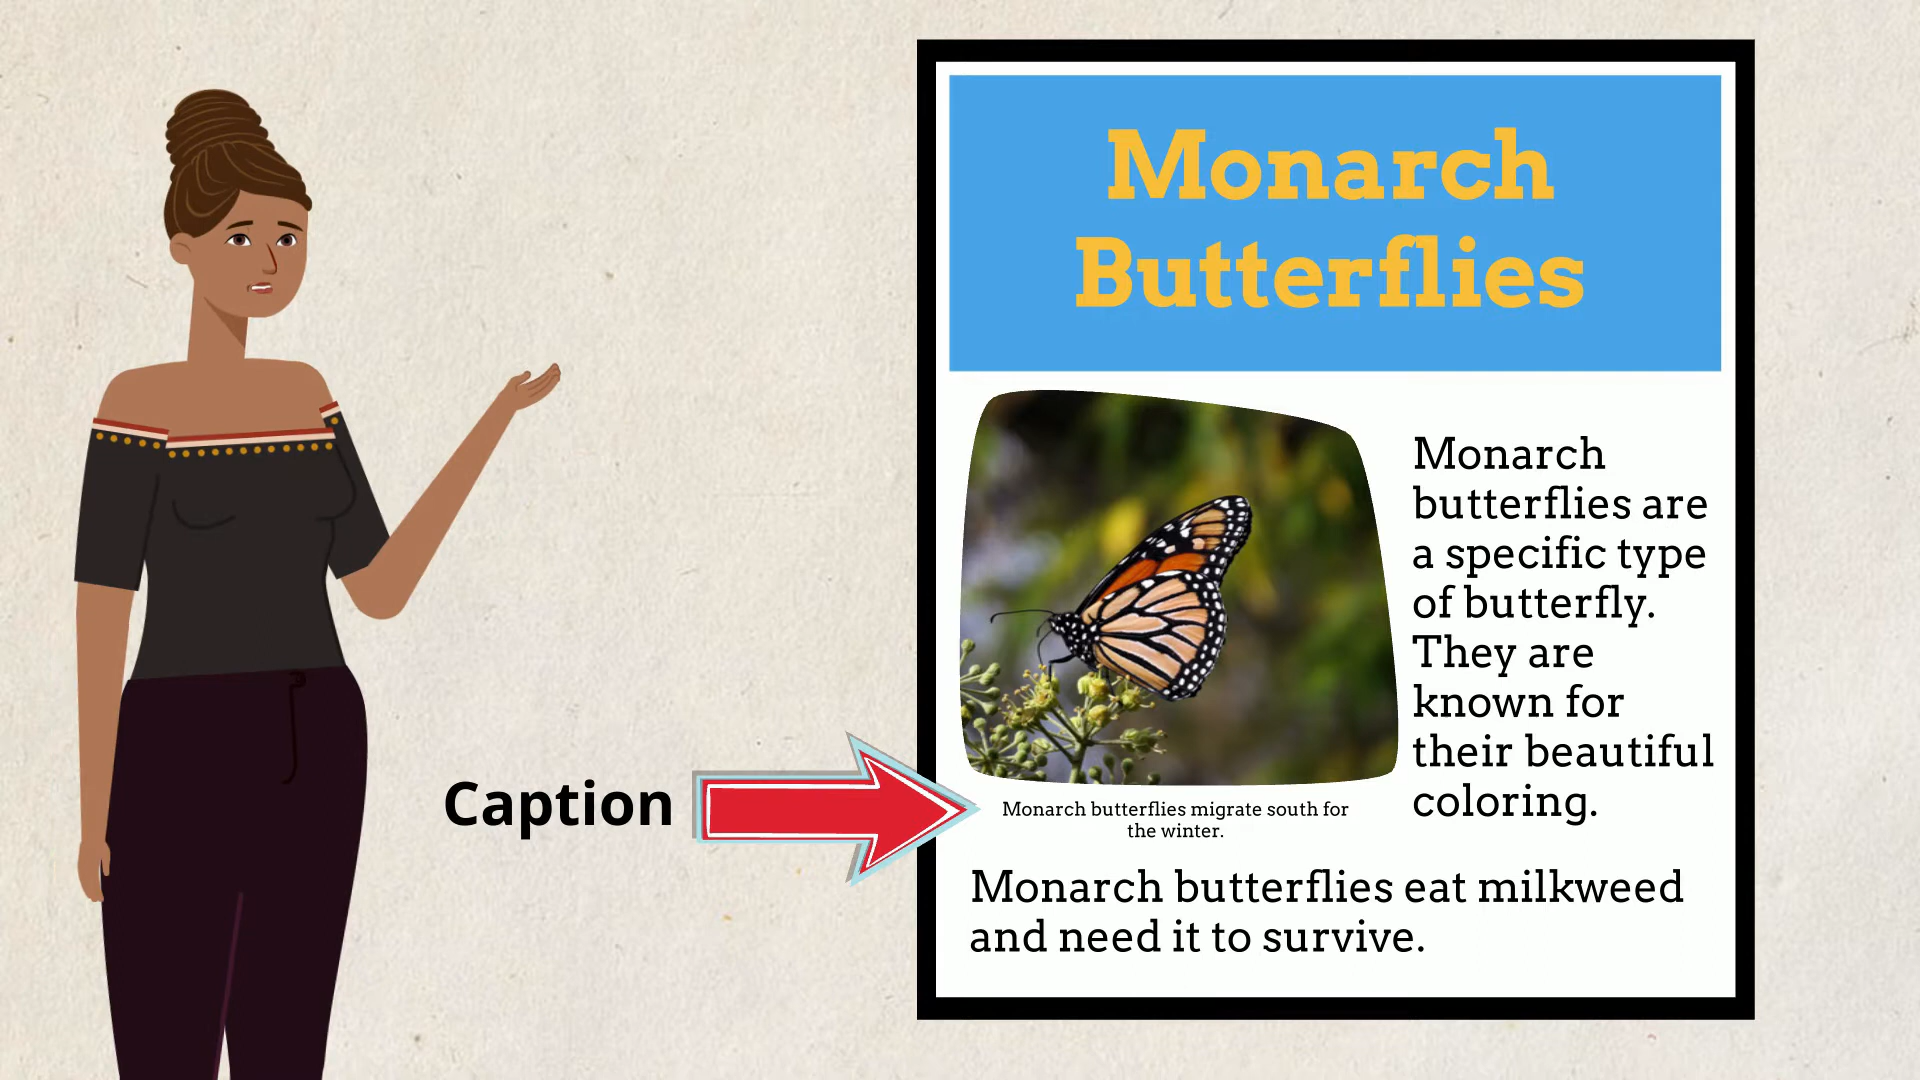 Monarch
Butterflies
Monarch
butterflies are
a specific type
of butterfly.
They are
known for
their beautiful
coloring.
Caption
Monarch butterflies migrate south for
the winter.
Monarch butterflies eat milkweed
and need it to survive.